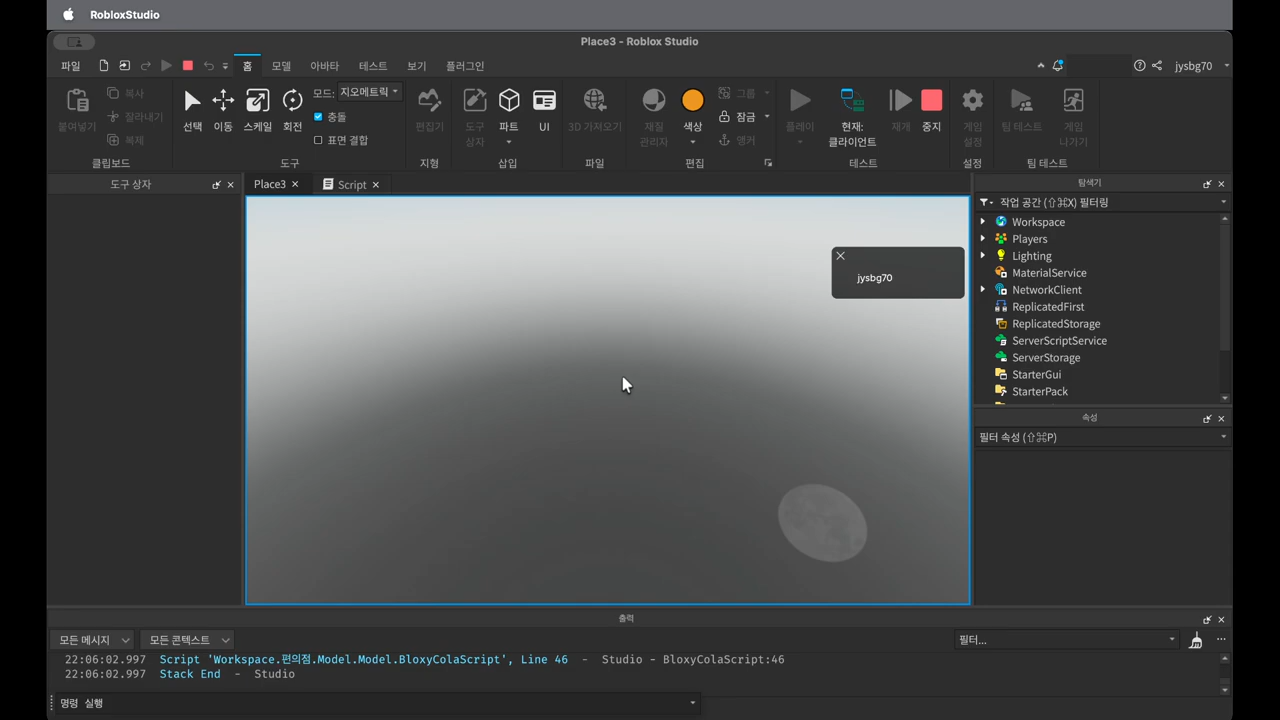 RobloxStudio
Place3 - Roblox Studio
파일 홈 모델 아바타 테스트 보기 플러그인 jysbg70
붙여넣기 복사 잘라내기 복제 클립보드
선택 이동 스케일 회전 모드: 지오메트릭 충돌 표면 결합 도구
편집기 지형
도구 상자 파트 UI 삽입
3D 가져오기 파일
재질 관리자 색상 그룹 잠금 앵커 편집
플레이 현재: 클라이언트 재개 중지 테스트
게임 설정 설정
팀 테스트 게임 나가기 팀 테스트
도구 상자
Place3
Script
jysbg70
탐색기
작업 공간 (⇧⌘X) 필터링
Workspace
Players
Lighting
MaterialService
NetworkClient
ReplicatedFirst
ReplicatedStorage
ServerScriptService
ServerStorage
StarterGui
StarterPack
속성
필터 속성 (⇧⌘P)
출력
모든 메시지 모든 콘텍스트 필터...
22:06:02.997 Script 'Workspace.편의점.Model.Model.BloxyColaScript', Line 46 - Studio - BloxyColaScript:46
22:06:02.997 Stack End - Studio
명령 실행